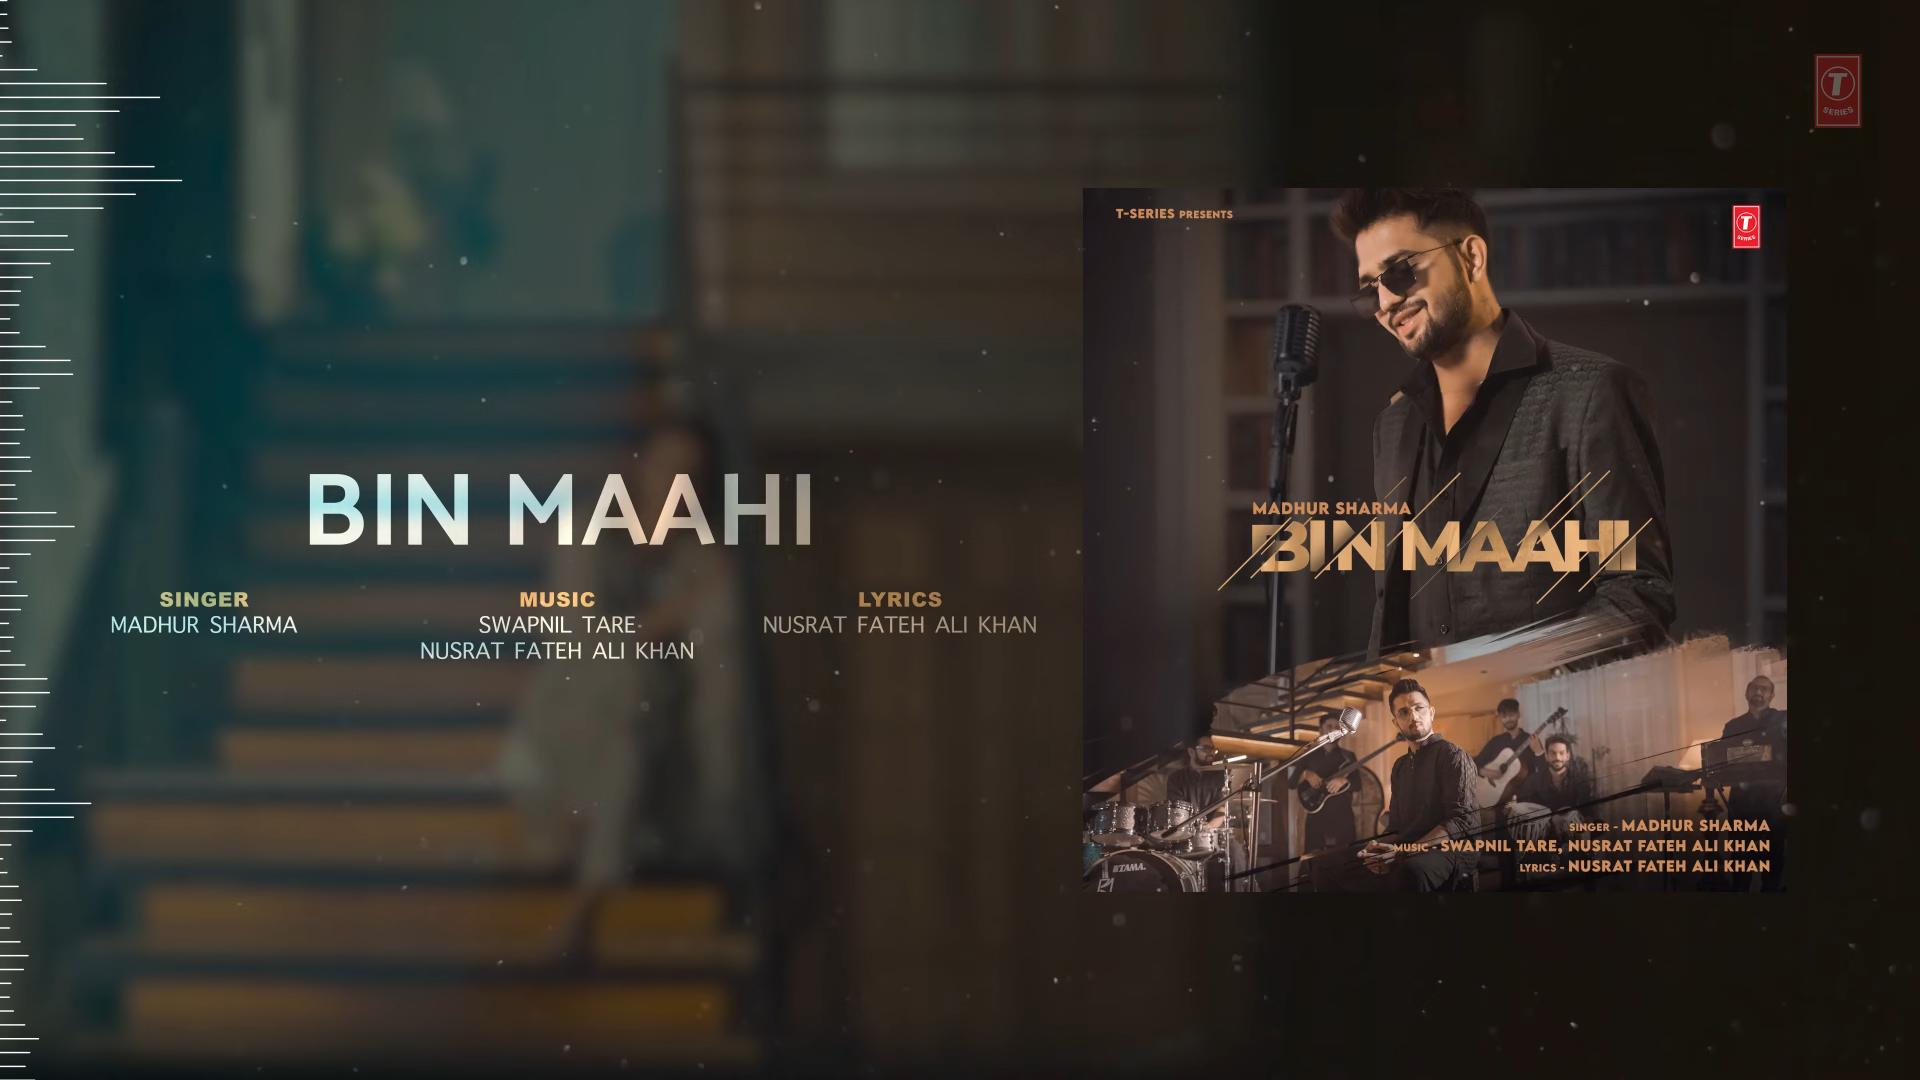 T
SERIES
T-SERIES PRESENTS
T
SERIES
BIN MAAHI
SINGER
MADHUR SHARMA
MUSIC
SWAPNIL TARE
NUSRAT FATEH ALI KHAN
LYRICS
NUSRAT FATEH ALI KHAN
MADHUR SHARMA
BIN MAAHI
TAMA.
SINGER - MADHUR SHARMA
MUSIC - SWAPNIL TARE, NUSRAT FATEH ALI KHAN
LYRICS - NUSRAT FATEH ALI KHAN